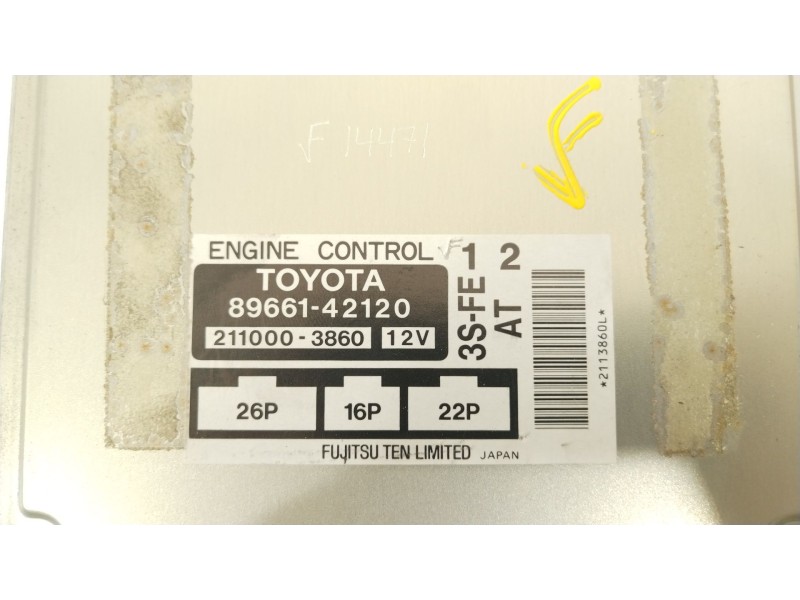 F 14471
F
ENGINE CONTROL F 1 2
TOYOTA
89661-42120
211000-3860 12V
3S-FE
AT
26P 16P 22P
*2113860L*
FUJITSU TEN LIMITED JAPAN